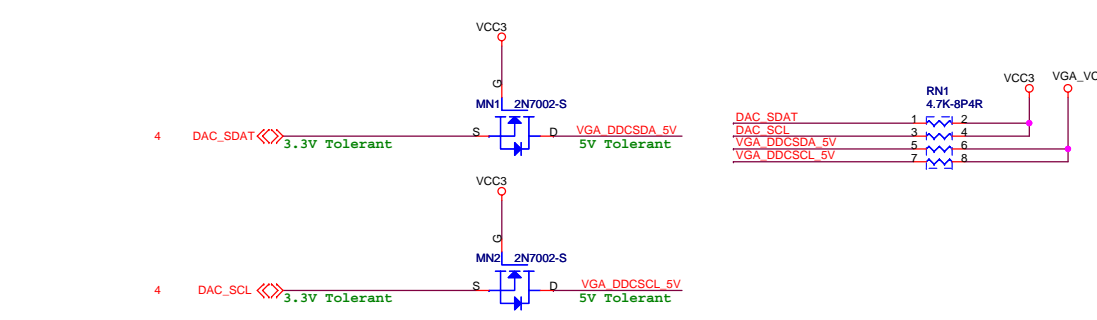 VCC3
G
MN1 2N7002-S
4 DAC_SDAT S D VGA_DDCSDA_5V
3.3V Tolerant 5V Tolerant
VCC3
G
MN2 2N7002-S
4 DAC_SCL S D VGA_DDCSCL_5V
3.3V Tolerant 5V Tolerant
VCC3 VGA_VC
RN1
4.7K-8P4R
DAC_SDAT 1 2
DAC_SCL 3 4
VGA_DDCSDA_5V 5 6
VGA_DDCSCL_5V 7 8